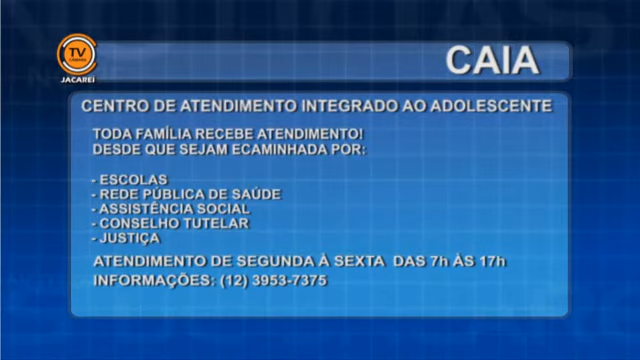 TV
JACAREÍ
CAIA
CENTRO DE ATENDIMENTO INTEGRADO AO ADOLESCENTE
TODA FAMÍLIA RECEBE ATENDIMENTO!
DESDE QUE SEJAM ECAMINHADA POR:
- ESCOLAS
- REDE PÚBLICA DE SAÚDE
- ASSISTÊNCIA SOCIAL
- CONSELHO TUTELAR
- JUSTIÇA
ATENDIMENTO DE SEGUNDA À SEXTA DAS 7h ÀS 17h
INFORMAÇÕES: (12) 3953-7375